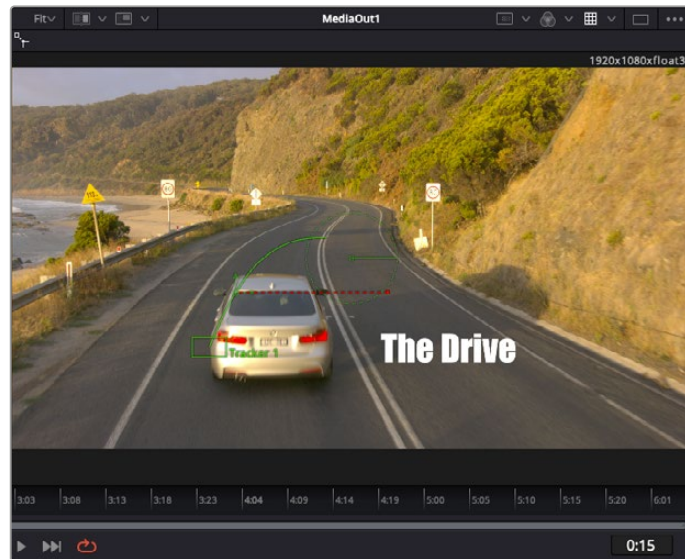 Fit MediaOut1
1920x1080xfloat3
Tracker 1
The Drive
3:03 3:08 3:13 3:18 3:23 4:04 4:09 4:14 4:19 5:00 5:05 5:10 5:15 5:20 6:01
0:15